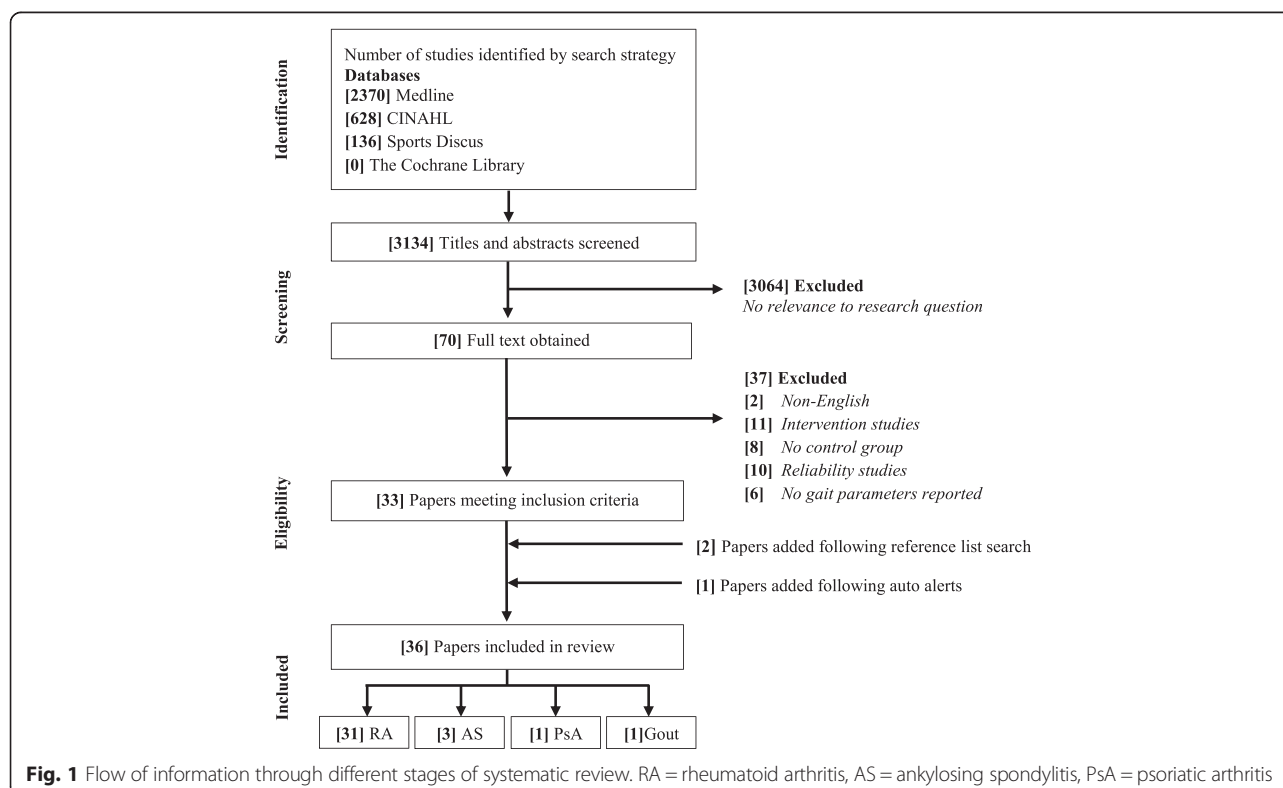 Identification
Number of studies identified by search strategy
Databases
[2370] Medline
[628] CINAHL
[136] Sports Discus
[0] The Cochrane Library
[3134] Titles and abstracts screened
Screening
[3064] Excluded
No relevance to research question
[70] Full text obtained
[37] Excluded
[2] Non-English
[11] Intervention studies
[8] No control group
[10] Reliability studies
[6] No gait parameters reported
Eligibility
[33] Papers meeting inclusion criteria
[2] Papers added following reference list search
[1] Papers added following auto alerts
[36] Papers included in review
Included
[31] RA
[3] AS
[1] PsA
[1]Gout
Fig. 1 Flow of information through different stages of systematic review. RA = rheumatoid arthritis, AS = ankylosing spondylitis, PsA = psoriatic arthritis